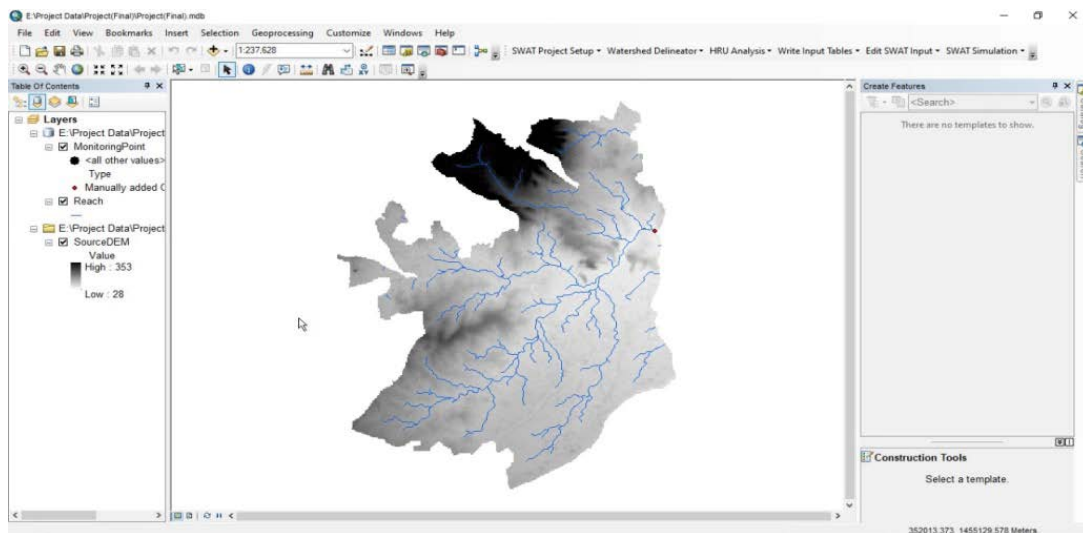 E:\Project Data\Project(Final)\Project(Final).mdb
File Edit View Bookmarks Insert Selection Geoprocessing Customize Windows Help
1:237,628
SWAT Project Setup Watershed Delineator HRU Analysis Write Input Tables Edit SWAT Input SWAT Simulation
Table Of Contents
Layers
E:\Project Data\Project
MonitoringPoint
<all other values>
Type
Manually added
Reach
E:\Project Data\Project
SourceDEM
Value
High : 353
Low : 28
Create Features
<Search>
There are no templates to show.
Construction Tools
Select a template.
352013.373 1455129.578 Meters